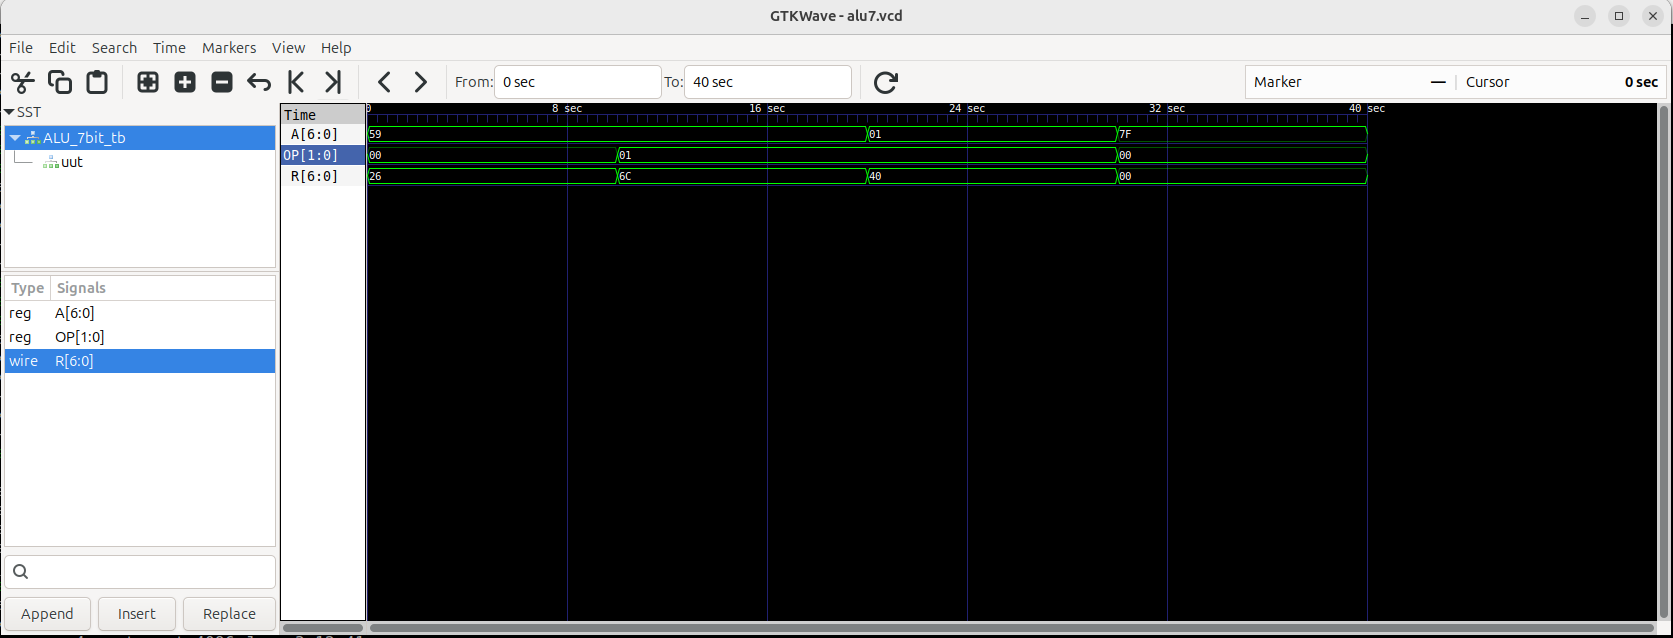 GTKWave - alu7.vcd
File Edit Search Time Markers View Help
From: 0 sec To: 40 sec Marker — | Cursor 0 sec
SST
ALU_7bit_tb
uut
Type Signals
reg A[6:0]
reg OP[1:0]
wire R[6:0]
Append Insert Replace
0 8 sec 16 sec 24 sec 32 sec 40 sec
Time
A[6:0] 59 01 7F
OP[1:0] 00 01 00
R[6:0] 26 6C 40 00